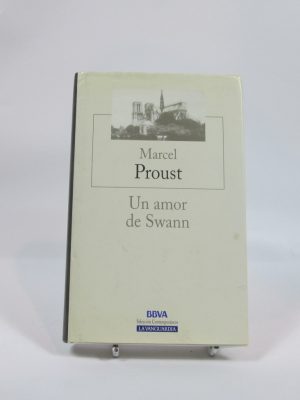 Marcel
Proust
Un amor
de Swann
BBVA
LA VANGUARDIA